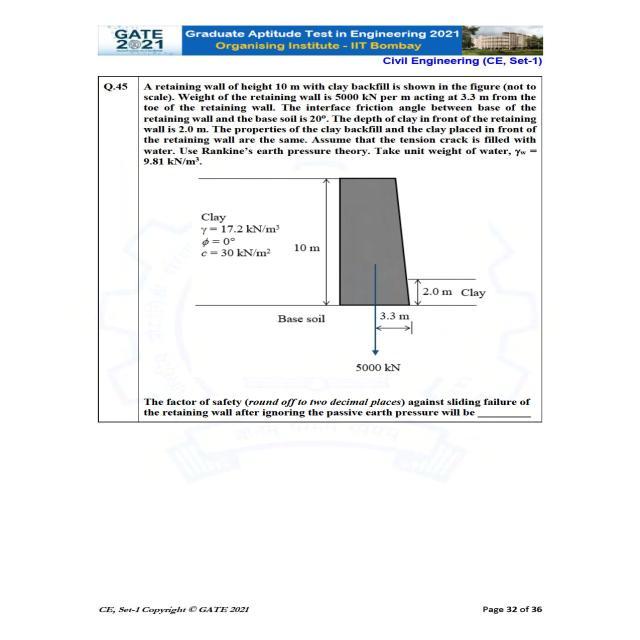 GATE
2021
Graduate Aptitude Test in Engineering 2021
Organising Institute - IIT Bombay
Civil Engineering (CE, Set-1)
Q.45
A retaining wall of height 10 m with clay backfill is shown in the figure (not to
scale). Weight of the retaining wall is 5000 kN per m acting at 3.3 m from the
toe of the retaining wall. The interface friction angle between base of the
retaining wall and the base soil is 20°. The depth of clay in front of the retaining
wall is 2.0 m. The properties of the clay backfill and the clay placed in front of
the retaining wall are the same. Assume that the tension crack is filled with
water. Use Rankine's earth pressure theory. Take unit weight of water, γw =
9.81 kN/m³.
Clay
γ = 17.2 kN/m³
ϕ = 0°
c = 30 kN/m²
10 m
2.0 m Clay
Base soil
3.3 m
5000 kN
The factor of safety (round off to two decimal places) against sliding failure of
the retaining wall after ignoring the passive earth pressure will be ________
CE, Set-1 Copyright © GATE 2021
Page 32 of 36